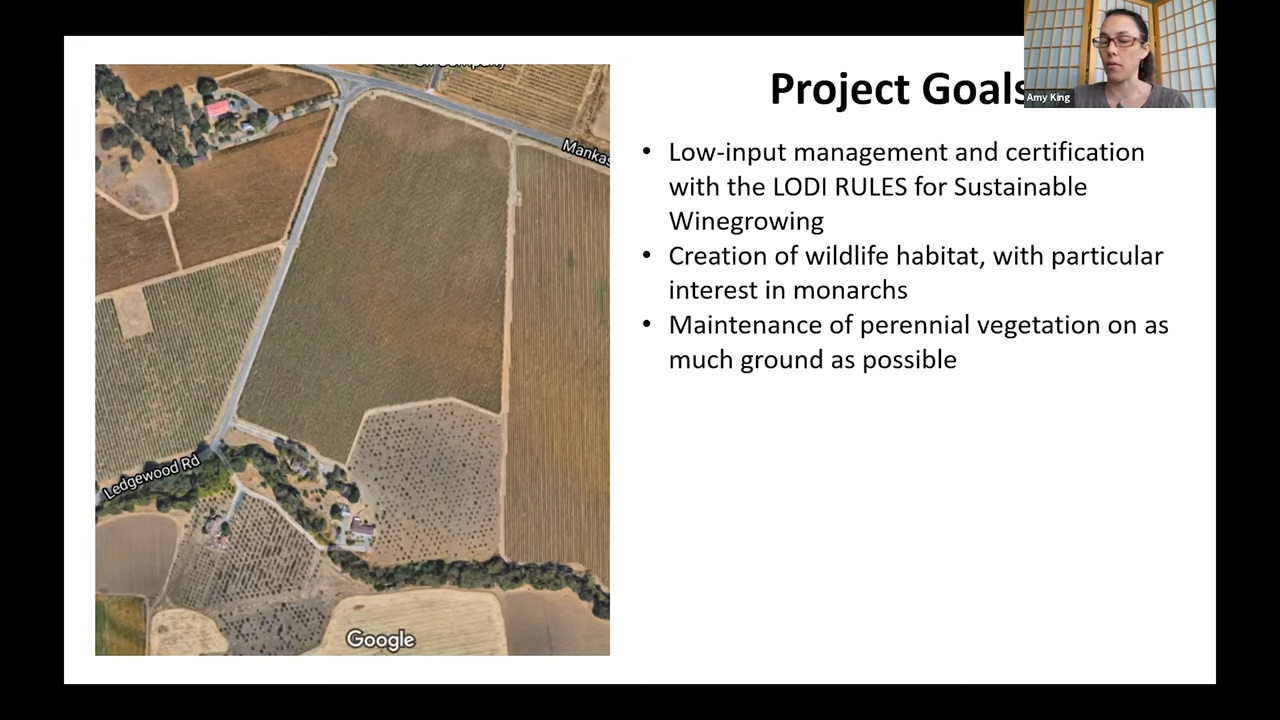 Project Goals
Amy King
Low-input management and certification
with the LODI RULES for Sustainable
Winegrowing
Creation of wildlife habitat, with particular
interest in monarchs
Maintenance of perennial vegetation on as
much ground as possible
Ledgewood Rd
Google